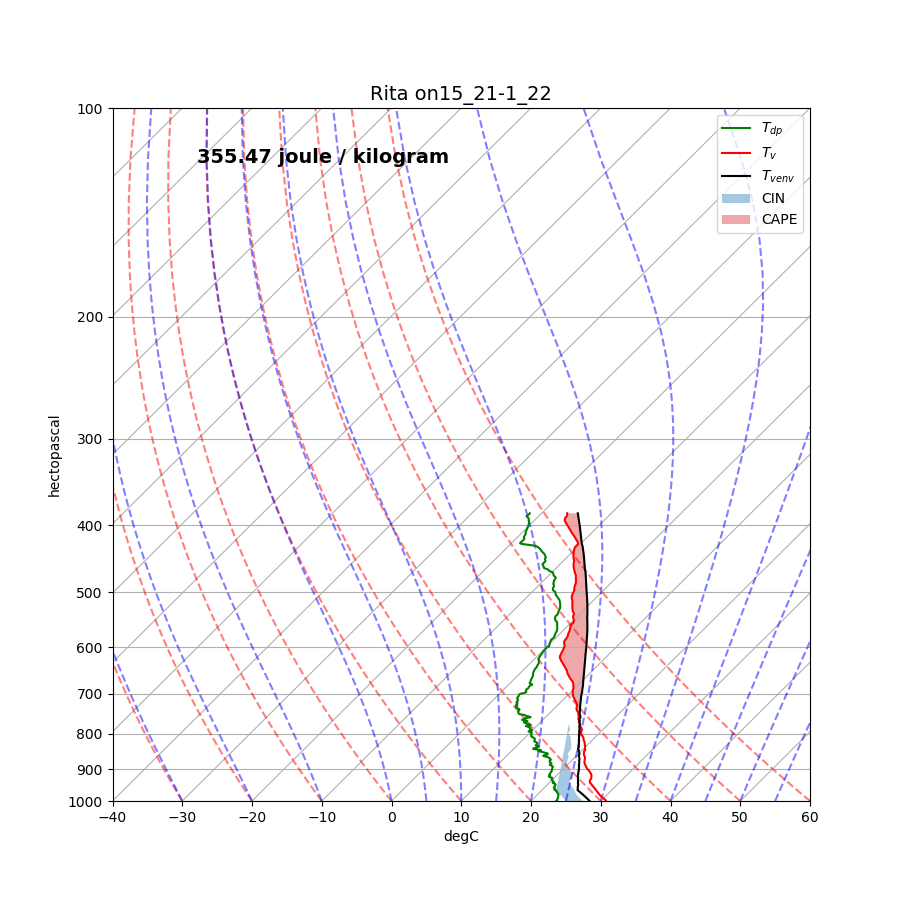 Rita on15_21-1_22
355.47 joule / kilogram
T_dp
T_v
T_venv
CIN
CAPE
100
200
300
400
500
600
700
800
900
1000
hectopascal
−40 −30 −20 −10 0 10 20 30 40 50 60
degC